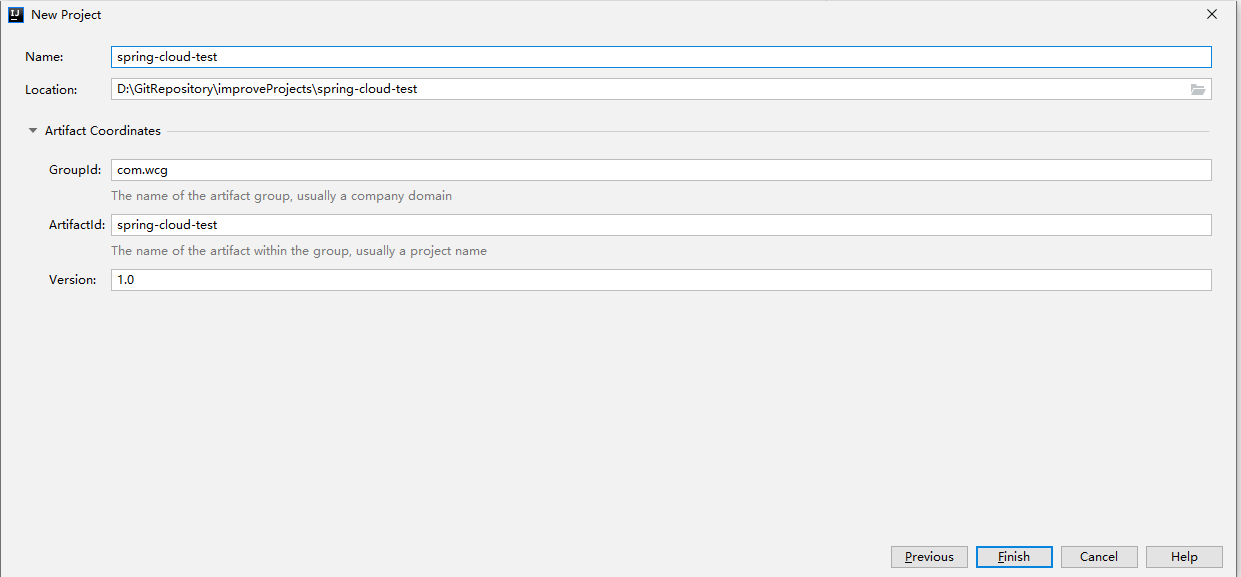 IJ New Project
Name: spring-cloud-test
Location: D:\GitRepository\improveProjects\spring-cloud-test
Artifact Coordinates
GroupId: com.wcg
The name of the artifact group, usually a company domain
ArtifactId: spring-cloud-test
The name of the artifact within the group, usually a project name
Version: 1.0
Previous Finish Cancel Help